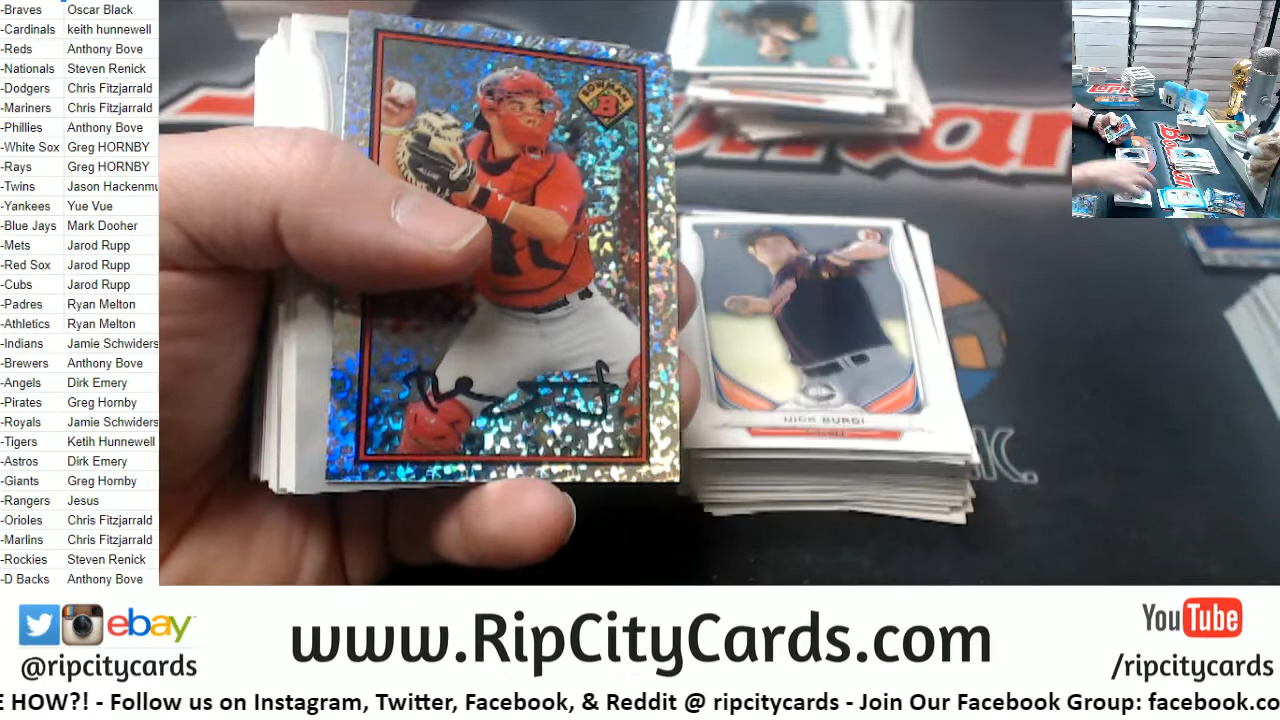 -Braves Oscar Black
-Cardinals keith hunnewell
-Reds Anthony Bove
-Nationals Steven Renick
-Dodgers Chris Fitzjarrald
-Mariners Chris Fitzjarrald
-Phillies Anthony Bove
-White Sox Greg HORNBY
-Rays Greg HORNBY
-Twins Jason Hackenmu
-Yankees Yue Vue
-Blue Jays Mark Dooher
-Mets Jarod Rupp
-Red Sox Jarod Rupp
-Cubs Jarod Rupp
-Padres Ryan Melton
-Athletics Ryan Melton
-Indians Jamie Schwiders
-Brewers Anthony Bove
-Angels Dirk Emery
-Pirates Greg Hornby
-Royals Jamie Schwiders
-Tigers Ketih Hunnewell
-Astros Dirk Emery
-Giants Greg Hornby
-Rangers Jesus
-Orioles Chris Fitzjarrald
-Marlins Chris Fitzjarrald
-Rockies Steven Renick
-D Backs Anthony Bove
BOWMAN
B
NICK BURDI
ebay
@ripcitycards
www.RipCityCards.com
YouTube
/ripcitycards
E HOW?! - Follow us on Instagram, Twitter, Facebook, & Reddit @ ripcitycards - Join Our Facebook Group: facebook.co